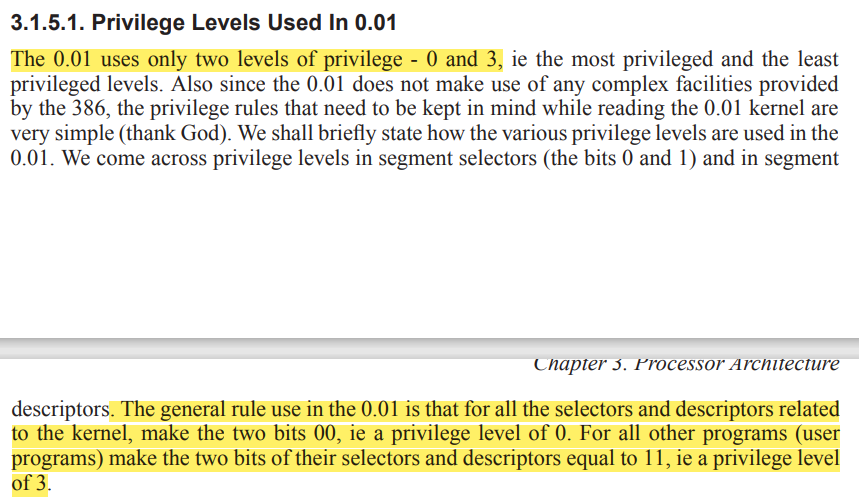 3.1.5.1. Privilege Levels Used In 0.01
The 0.01 uses only two levels of privilege - 0 and 3, ie the most privileged and the least
privileged levels. Also since the 0.01 does not make use of any complex facilities provided
by the 386, the privilege rules that need to be kept in mind while reading the 0.01 kernel are
very simple (thank God). We shall briefly state how the various privilege levels are used in the
0.01. We come across privilege levels in segment selectors (the bits 0 and 1) and in segment
Chapter 3. Processor Architecture
descriptors. The general rule use in the 0.01 is that for all the selectors and descriptors related
to the kernel, make the two bits 00, ie a privilege level of 0. For all other programs (user
programs) make the two bits of their selectors and descriptors equal to 11, ie a privilege level
of 3.